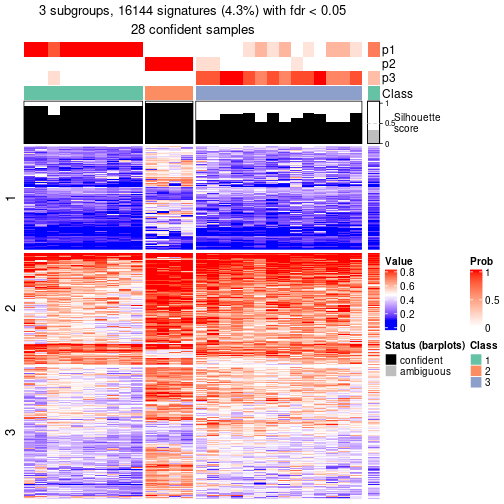 3 subgroups, 16144 signatures (4.3%) with fdr < 0.05
28 confident samples
p1
p2
p3
Class
1
0.5
0
Silhouette
score
1
2
3
Value
0.8
0.6
0.4
0.2
0
Prob
1
0.5
0
Status (barplots)
confident
ambiguous
Class
1
2
3